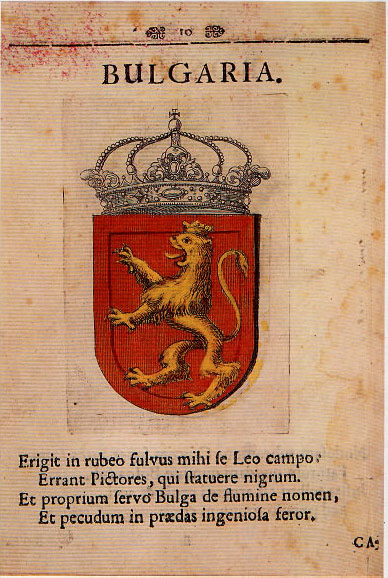 10
BULGARIA.
Erigit in rubeo fulvus mihi ſe Leo campo:
Errant Pictores, qui ſtatuere nigrum.
Et proprium ſervo Bulga de flumine nomen,
Et pecudum in prædas ingenioſa feror.